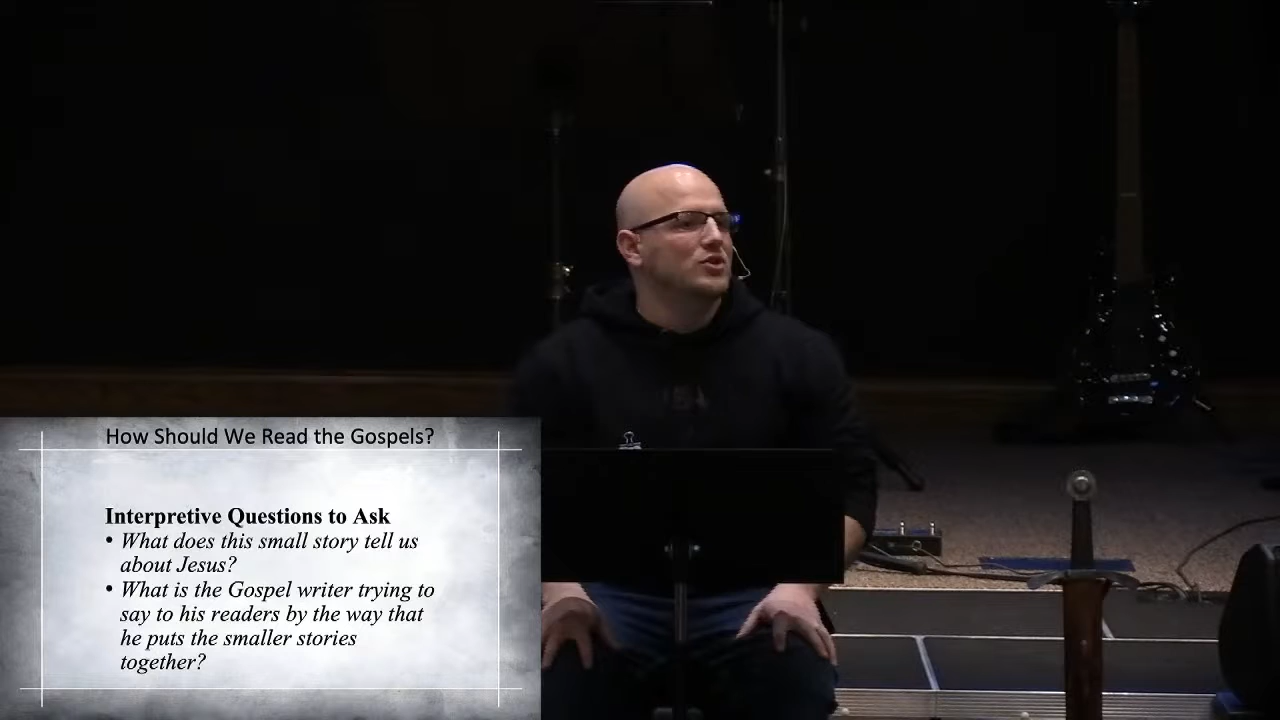 How Should We Read the Gospels?
Interpretive Questions to Ask
• What does this small story tell us
about Jesus?
• What is the Gospel writer trying to
say to his readers by the way that
he puts the smaller stories
together?